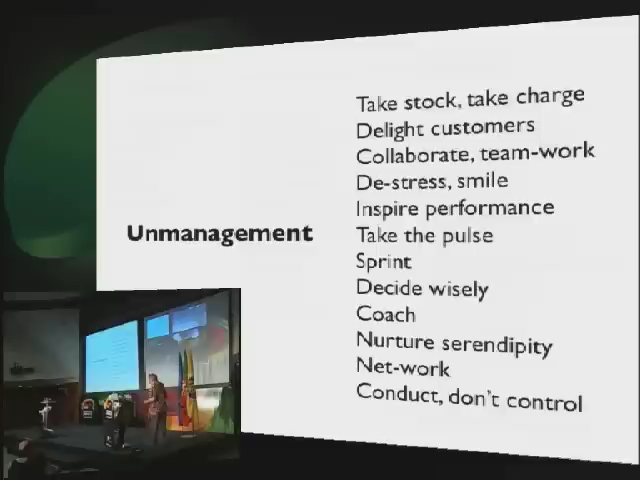 Unmanagement
Take stock, take charge
Delight customers
Collaborate, team-work
De-stress, smile
Inspire performance
Take the pulse
Sprint
Decide wisely
Coach
Nurture serendipity
Net-work
Conduct, don't control